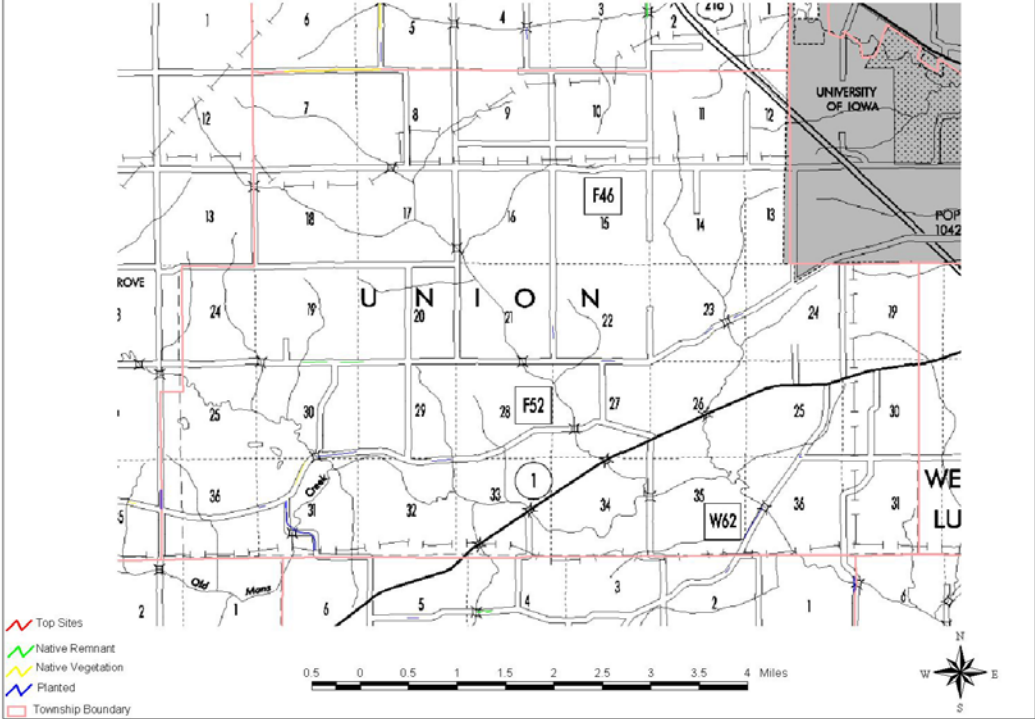 1 6 5 4 3 2 218 1
UNIVERSITY
OF IOWA
12 7 8 9 10 11 12
F46
13 18 17 16 15 14 13
POP
1042
ROVE
24 19 20 21 22 23 24 19
UNION
F52
25 30 29 28 27 26 25 30
Creek
36 31 32 33 1 34 35 36 31
W62
WE
LU
Old Mans
2 1 6 5 4 3 2 1 6
Top Sites
Native Remnant
Native Vegetation
Planted
Township Boundary
0.5 0 0.5 1 1.5 2 2.5 3 3.5 4 Miles
N
W E
S